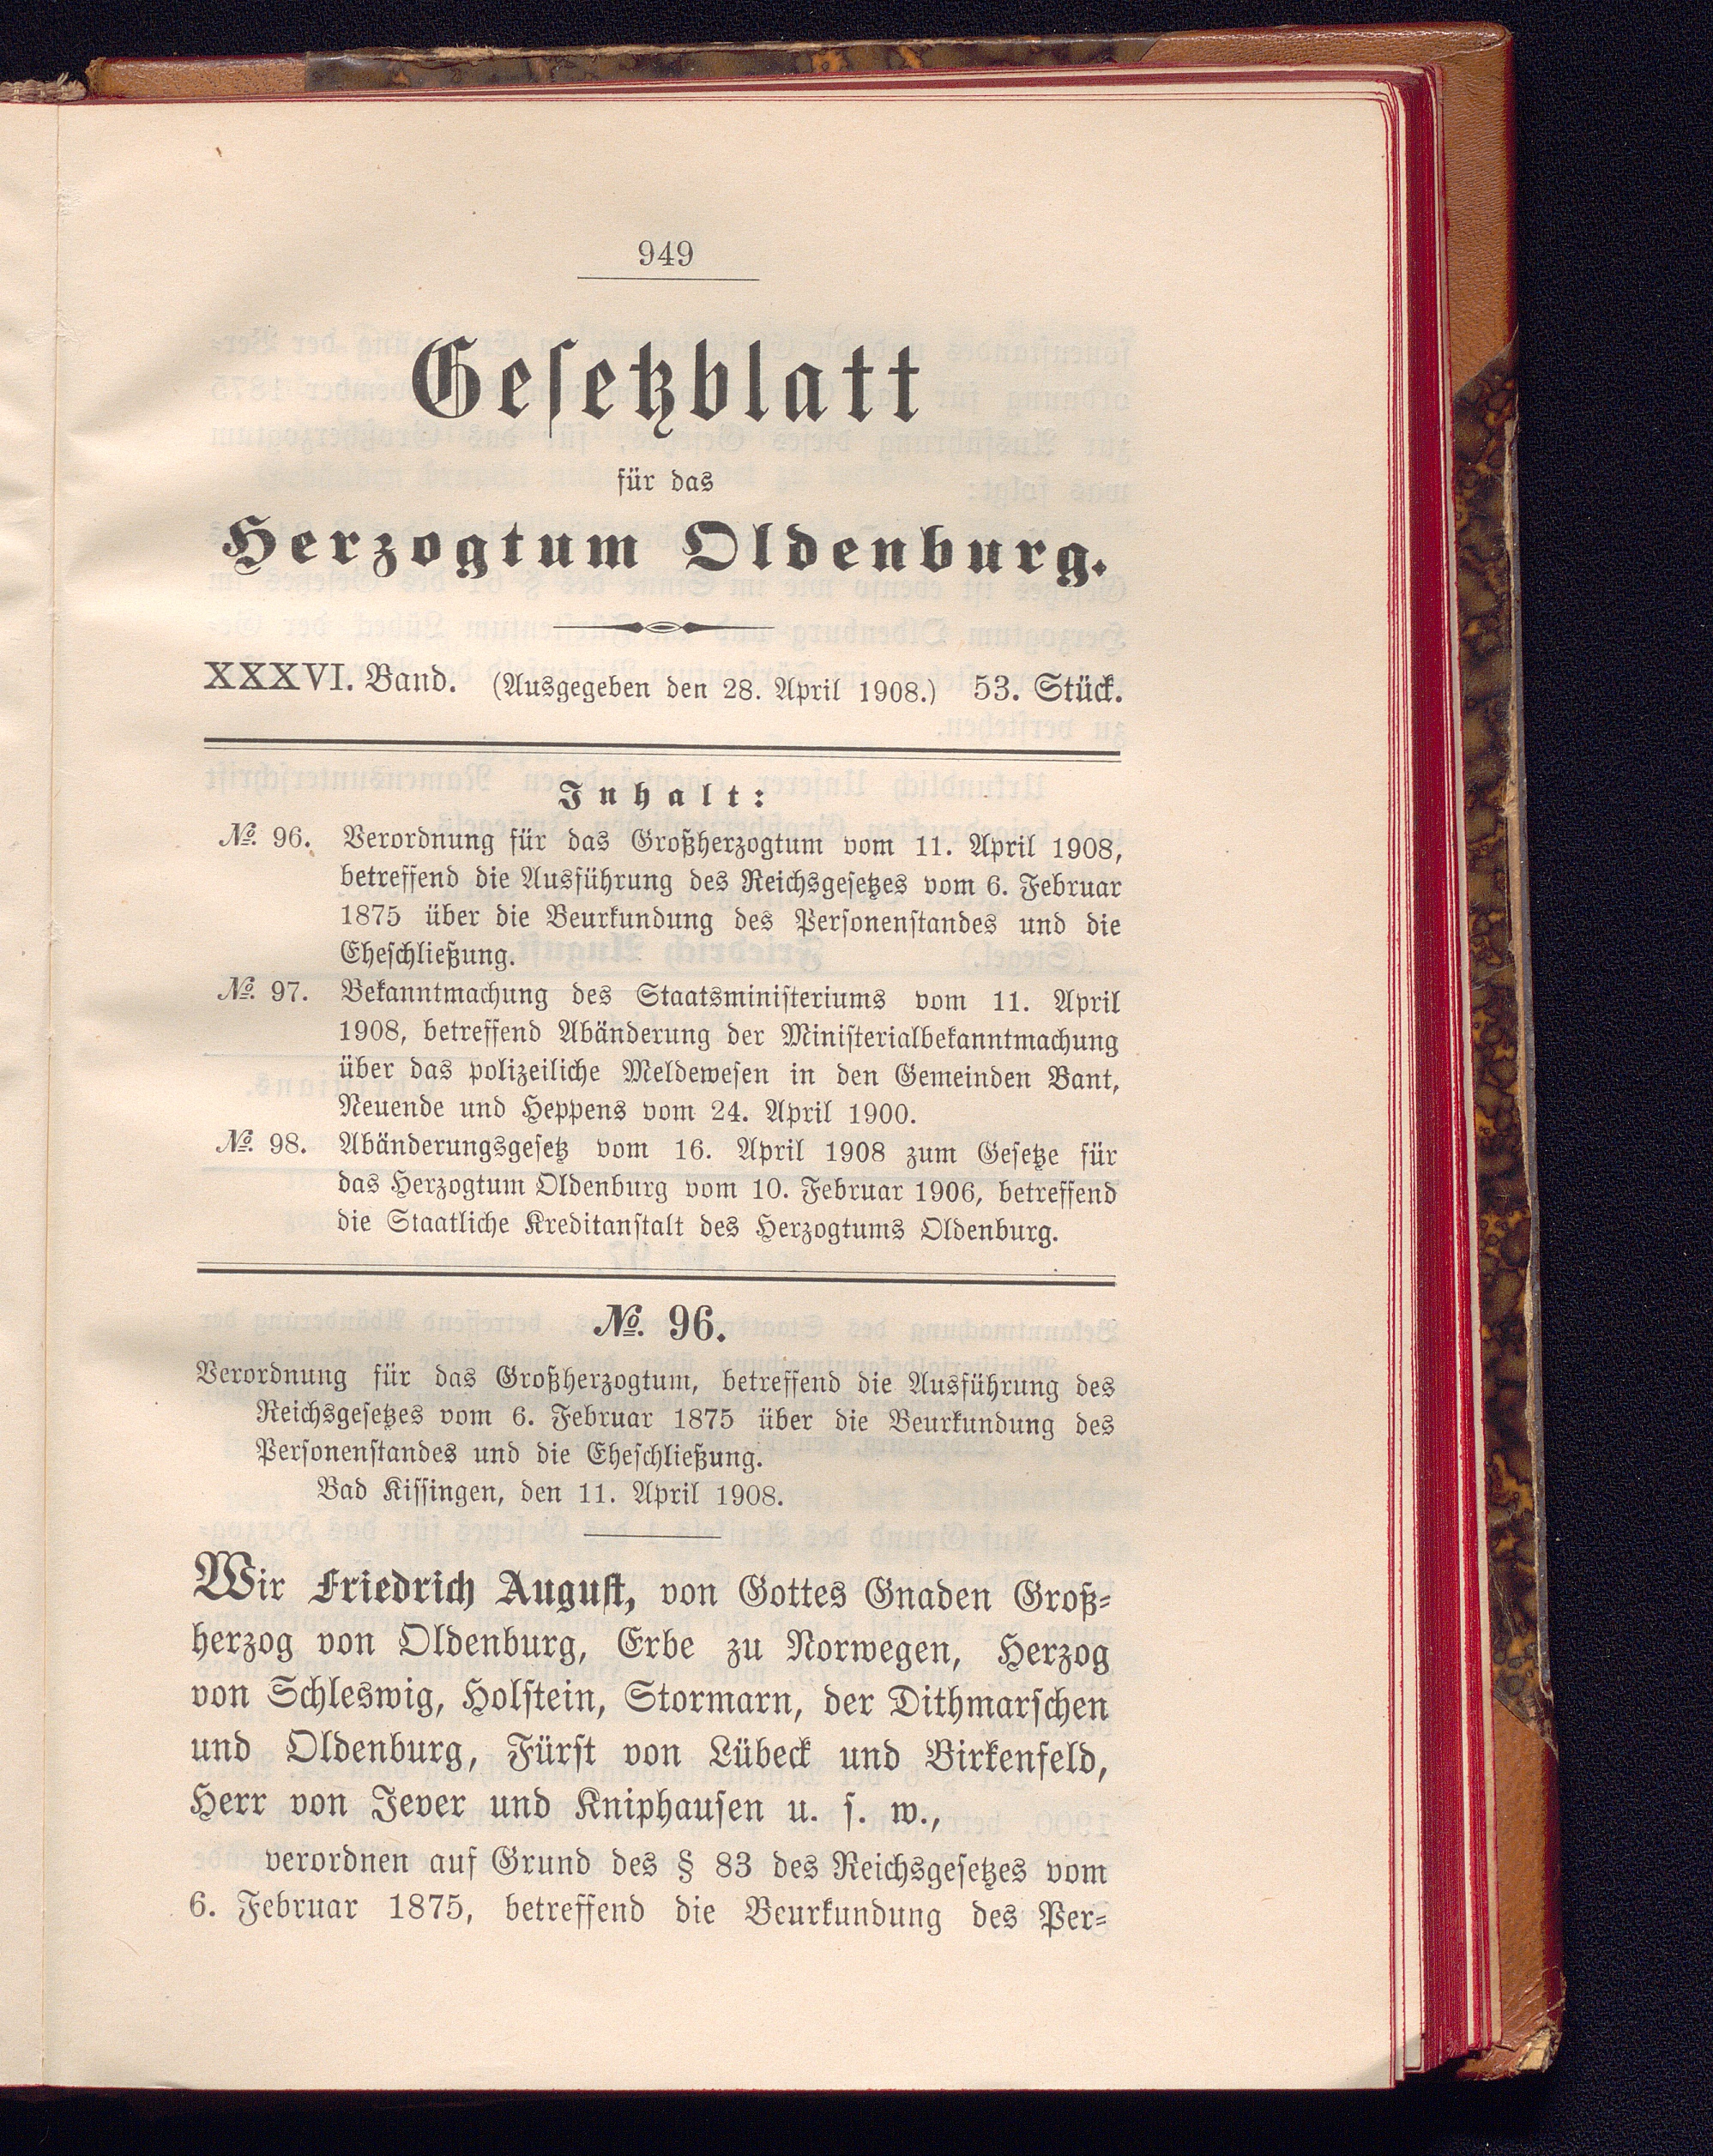 949
Gesetzblatt
für das
Herzogtum Oldenburg.
XXXVI. Band. (Ausgegeben den 28. April 1908.) 53. Stück.
Inhalt:
№. 96. Verordnung für das Großherzogtum vom 11. April 1908,
betreffend die Ausführung des Reichsgesetzes vom 6. Februar
1875 über die Beurkundung des Personenstandes und die
Eheschließung.
№. 97. Bekanntmachung des Staatsministeriums vom 11. April
1908, betreffend Abänderung der Ministerialbekanntmachung
über das polizeiliche Meldewesen in den Gemeinden Bant,
Neuende und Heppens vom 24. April 1900.
№. 98. Abänderungsgesetz vom 16. April 1908 zum Gesetze für
das Herzogtum Oldenburg vom 10. Februar 1906, betreffend
die Staatliche Kreditanstalt des Herzogtums Oldenburg.
№. 96.
Verordnung für das Großherzogtum, betreffend die Ausführung des
Reichsgesetzes vom 6. Februar 1875 über die Beurkundung des
Personenstandes und die Eheschließung.
Bad Kissingen, den 11. April 1908.
Wir Friedrich August, von Gottes Gnaden Groß-
herzog von Oldenburg, Erbe zu Norwegen, Herzog
von Schleswig, Holstein, Stormarn, der Dithmarschen
und Oldenburg, Fürst von Lübeck und Birkenfeld,
Herr von Jever und Kniphausen u. s. w.,
verordnen auf Grund des § 83 des Reichsgesetzes vom
6. Februar 1875, betreffend die Beurkundung des Per-